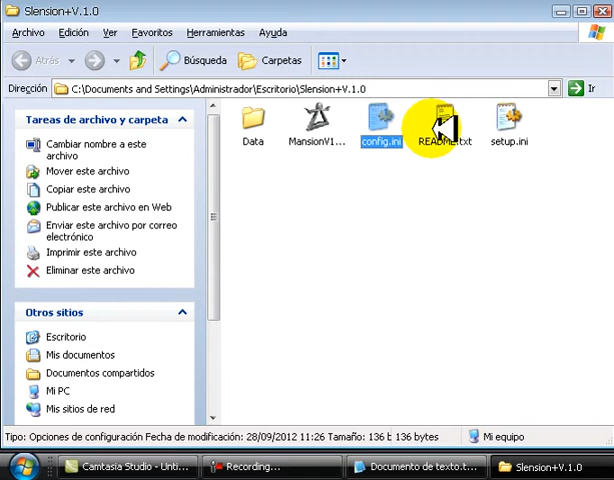 Slension+V.1.0
Archivo Edición Ver Favoritos Herramientas Ayuda
Atrás Búsqueda Carpetas
Dirección C:\Documents and Settings\Administrador\Escritorio\Slension+V.1.0 Ir
Tareas de archivo y carpeta
Cambiar nombre a este
archivo
Mover este archivo
Copiar este archivo
Publicar este archivo en Web
Enviar este archivo por correo
electrónico
Imprimir este archivo
Eliminar este archivo
Otros sitios
Escritorio
Mis documentos
Documentos compartidos
Mi PC
Mis sitios de red
Data MansionV1... config.ini README.txt setup.ini
Tipo: Opciones de configuración Fecha de modificación: 28/09/2012 11:26 Tamaño: 136 b 136 bytes Mi equipo
Camtasia Studio - Unti... Recording... Documento de texto.t... Slension+V.1.0